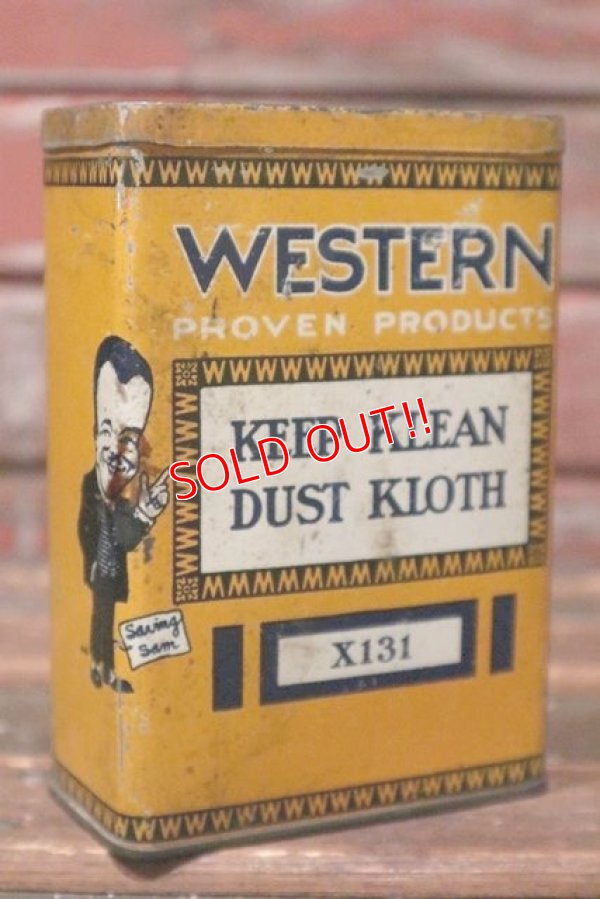 WESTERN
PROVEN PRODUCTS
KEEP KLEAN
DUST KLOTH
SOLD OUT!!
Saving
Sam
X131